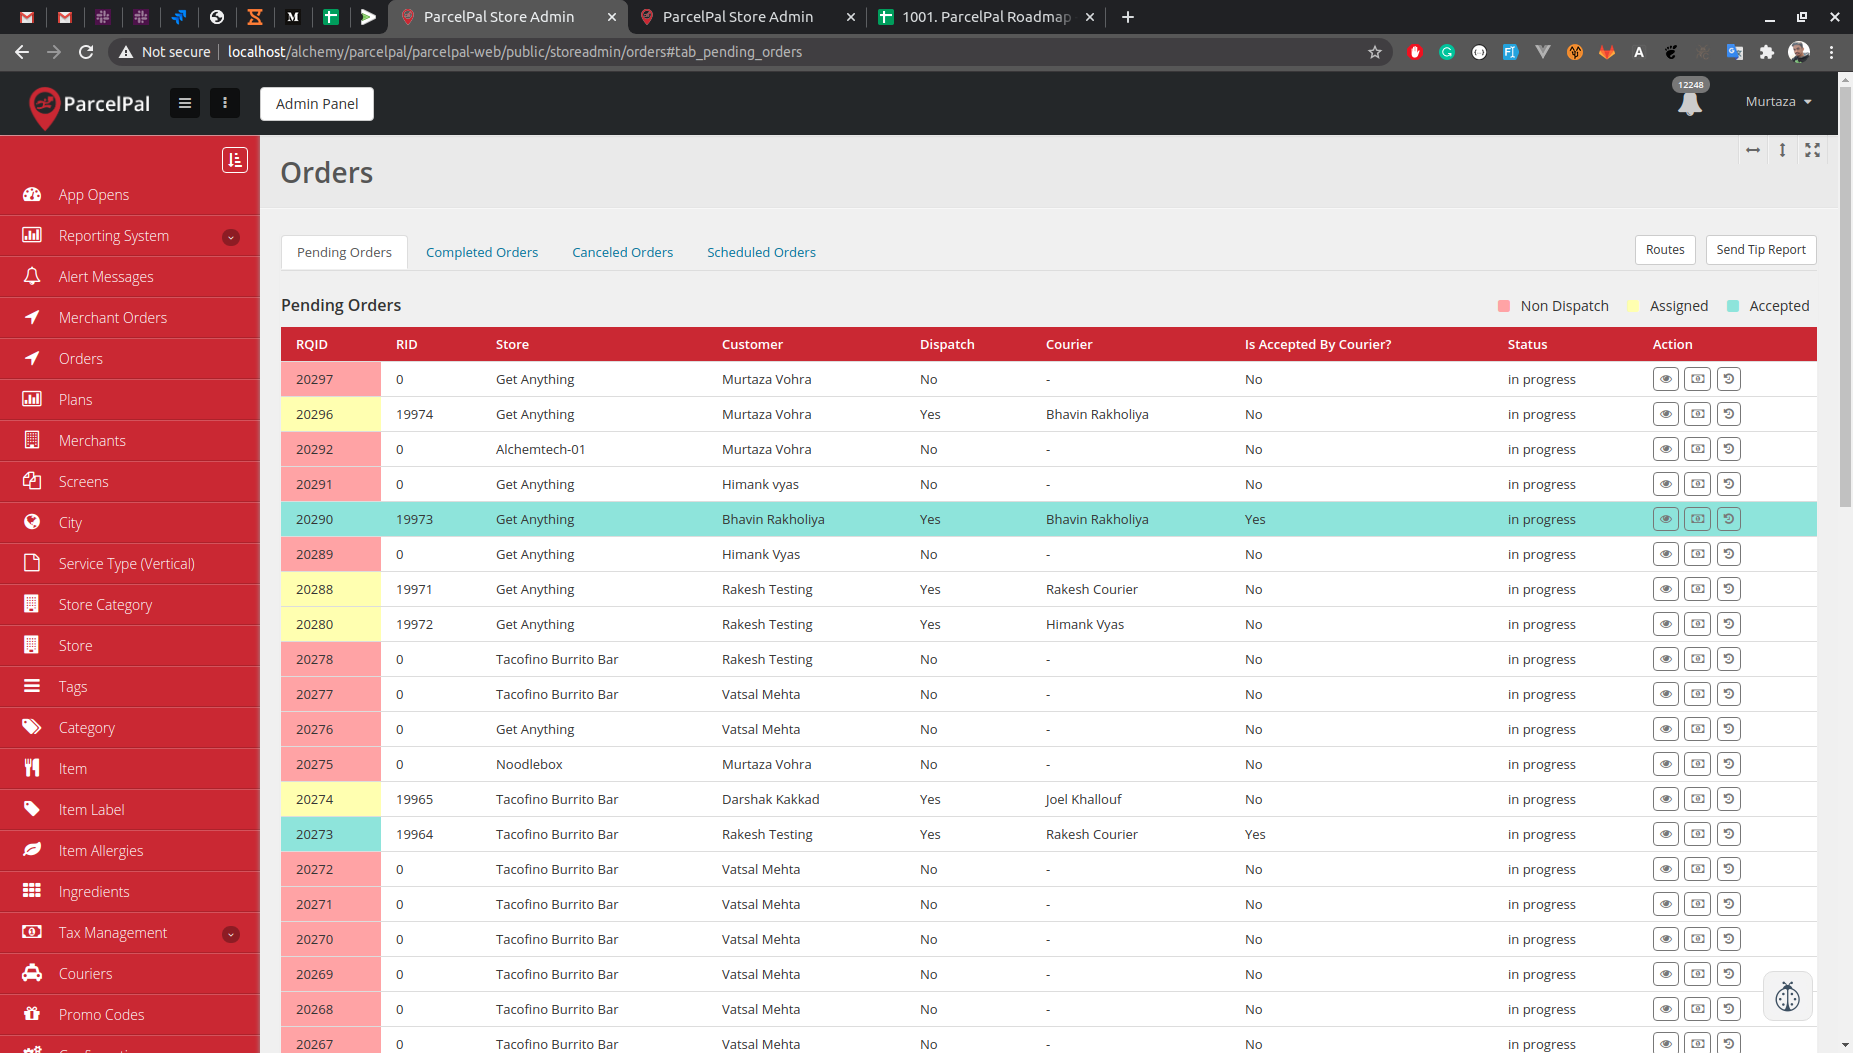 ParcelPal Store Admin
ParcelPal Store Admin
1001. ParcelPal Roadmap
Not secure
localhost/alchemy/parcelpal/parcelpal-web/public/storeadmin/orders#tab_pending_orders
ParcelPal
Admin Panel
12248
Murtaza
App Opens
Reporting System
Alert Messages
Merchant Orders
Orders
Plans
Merchants
Screens
City
Service Type (Vertical)
Store Category
Store
Tags
Category
Item
Item Label
Item Allergies
Ingredients
Tax Management
Couriers
Promo Codes
Orders
Pending Orders Completed Orders Canceled Orders Scheduled Orders
Routes Send Tip Report
Pending Orders
Non Dispatch Assigned Accepted
RQID RID Store Customer Dispatch Courier Is Accepted By Courier? Status Action
20297 0 Get Anything Murtaza Vohra No - No in progress
20296 19974 Get Anything Murtaza Vohra Yes Bhavin Rakholiya No in progress
20292 0 Alchemtech-01 Murtaza Vohra No - No in progress
20291 0 Get Anything Himank vyas No - No in progress
20290 19973 Get Anything Bhavin Rakholiya Yes Bhavin Rakholiya Yes in progress
20289 0 Get Anything Himank Vyas No - No in progress
20288 19971 Get Anything Rakesh Testing Yes Rakesh Courier No in progress
20280 19972 Get Anything Rakesh Testing Yes Himank Vyas No in progress
20278 0 Tacofino Burrito Bar Rakesh Testing No - No in progress
20277 0 Tacofino Burrito Bar Vatsal Mehta No - No in progress
20276 0 Get Anything Vatsal Mehta No - No in progress
20275 0 Noodlebox Murtaza Vohra No - No in progress
20274 19965 Tacofino Burrito Bar Darshak Kakkad Yes Joel Khallouf No in progress
20273 19964 Tacofino Burrito Bar Rakesh Testing Yes Rakesh Courier Yes in progress
20272 0 Tacofino Burrito Bar Vatsal Mehta No - No in progress
20271 0 Tacofino Burrito Bar Vatsal Mehta No - No in progress
20270 0 Tacofino Burrito Bar Vatsal Mehta No - No in progress
20269 0 Tacofino Burrito Bar Vatsal Mehta No - No in progress
20268 0 Tacofino Burrito Bar Vatsal Mehta No - No in progress
20267 0 Tacofino Burrito Bar Vatsal Mehta No - No in progress